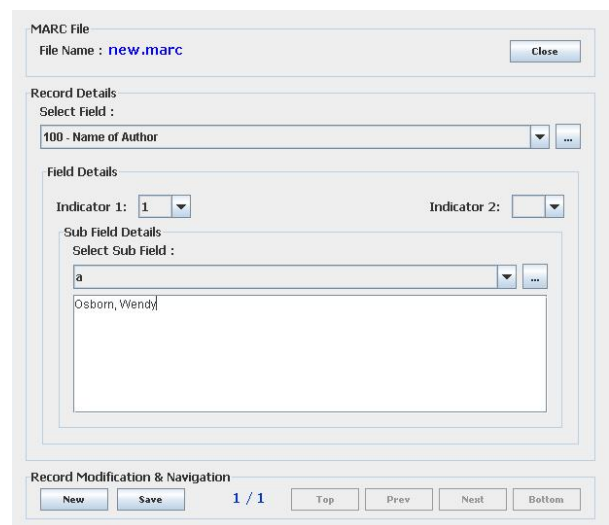 MARC File
File Name : new.marc
Close
Record Details
Select Field :
100 - Name of Author
...
Field Details
Indicator 1: 1
Indicator 2:
Sub Field Details
Select Sub Field :
a
...
Osborn, Wendy
Record Modification & Navigation
New Save 1 / 1 Top Prev Next Bottom